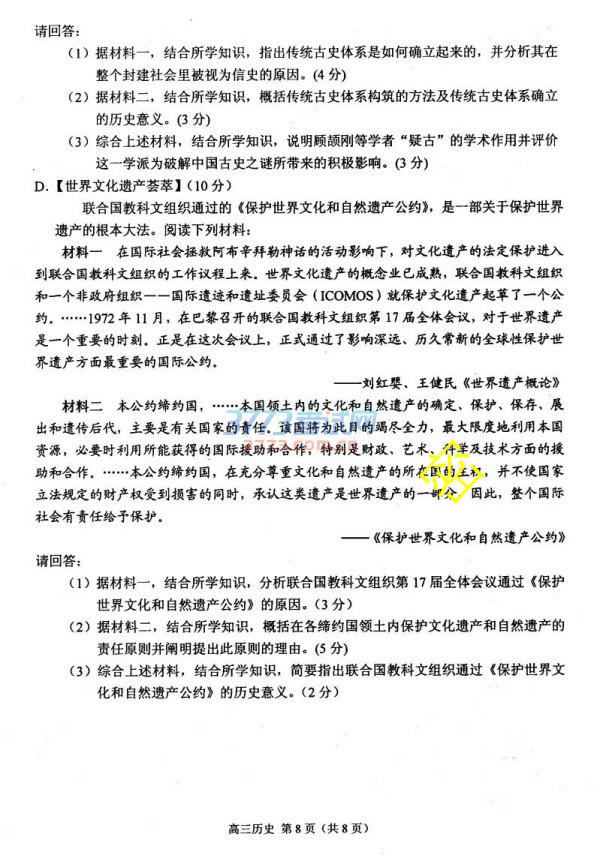 请回答：
（1）据材料一，结合所学知识，指出传统古史体系是如何确立起来的，并分析其在
整个封建社会里被视为信史的原因。(4 分)
（2）据材料二，结合所学知识，概括传统古史体系构筑的方法及传统古史体系确立
的历史意义。(3 分)
（3）综合上述材料，结合所学知识，说明顾颉刚等学者“疑古”的学术作用并评价
这一学派为破解中国古史之谜所带来的积极影响。(3 分)
D.【世界文化遗产荟萃】(10 分)
联合国教科文组织通过的《保护世界文化和自然遗产公约》，是一部关于保护世界
遗产的根本大法。阅读下列材料：
材料一 在国际社会拯救阿布辛拜勒神话的活动影响下，对文化遗产的法定保护进入
到联合国教科文组织的工作议程上来。世界文化遗产的概念业已成熟，联合国教科文组织
和一个非政府组织——国际遗迹和遗址委员会（ICOMOS）就保护文化遗产起草了一个公
约。……1972 年 11 月，在巴黎召开的联合国教科文组织第 17 届全体会议，对于世界遗产
是一个重要的时刻。正是在这次会议上，正式通过了影响深远、历久常新的全球性保护世
界遗产方面最重要的国际公约。
——刘红婴、王健民《世界遗产概论》
材料二 本公约缔约国，……本国领土内的文化和自然遗产的确定、保护、保存、展
出和遗传后代，主要是有关国家的责任。该国将为此目的竭尽全力，最大限度地利用本国
资源，必要时利用所能获得的国际援助和合作，特别是财政、艺术、科学及技术方面的援
助和合作。……本公约缔约国，在充分尊重文化和自然遗产的所在国的主权，并不使国家
立法规定的财产权受到损害的同时，承认这类遗产是世界遗产的一部分，因此，整个国际
社会有责任给予保护。
——《保护世界文化和自然遗产公约》
请回答：
（1）据材料一，结合所学知识，分析联合国教科文组织第 17 届全体会议通过《保护
世界文化和自然遗产公约》的原因。（3 分）
（2）据材料二，结合所学知识，概括在各缔约国领土内保护文化遗产和自然遗产的
责任原则并阐明提出此原则的理由。(5 分)
（3）综合上述材料，结合所学知识，简要指出联合国教科文组织通过《保护世界文
化和自然遗产公约》的历史意义。（2 分）
3773考试网
3773.com.cn
高三历史 第 8 页（共 8 页）